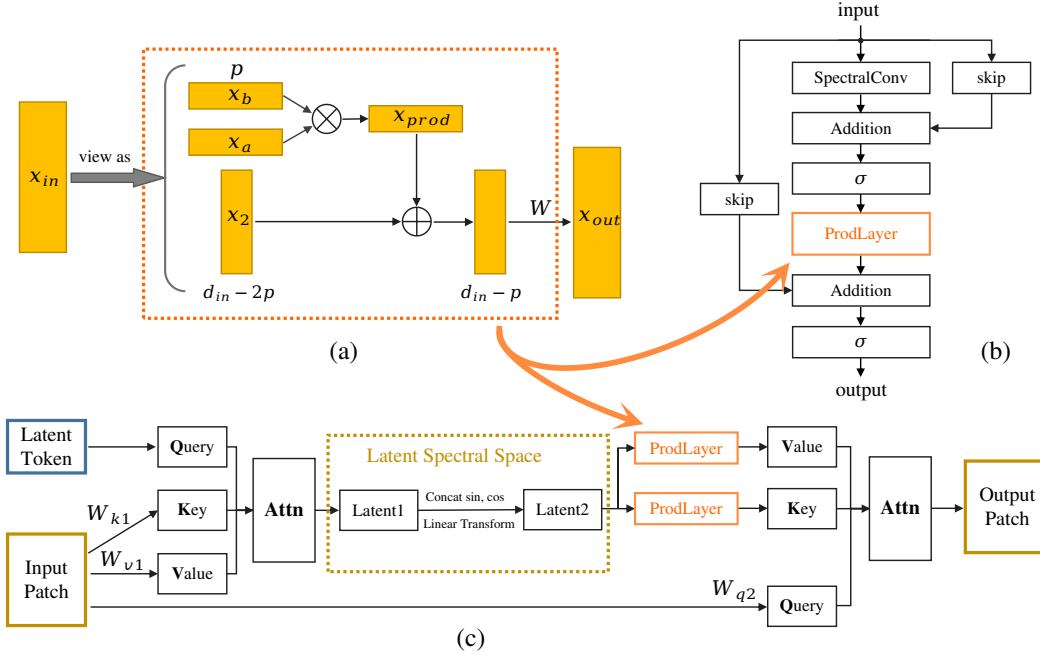 p
x_b
x_a
x_prod
x_in
view as
x_2
W
x_out
d_in − 2p
d_in − p
(a)
input
SpectralConv
skip
Addition
σ
skip
ProdLayer
Addition
σ
output
(b)
Latent
Token
Query
W_k1
Key
W_v1
Value
Input
Patch
Attn
Latent Spectral Space
Latent1
Concat sin, cos
Linear Transform
Latent2
ProdLayer
Value
ProdLayer
Key
W_q2
Query
Attn
Output
Patch
(c)